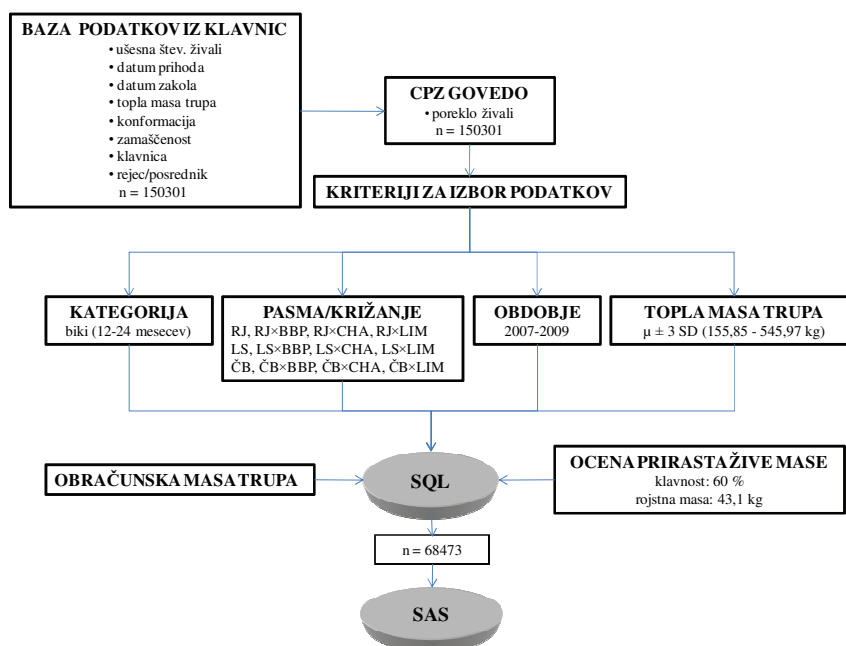 BAZA PODATKOV IZ KLAVNIC
• ušesna štev. živali
• datum prihoda
• datum zakola
• topla masa trupa
• konformacija
• zamaščenost
• klavnica
• rejec/posrednik
n = 150301
CPZ GOVEDO
• poreklo živali
n = 150301
KRITERIJI ZA IZBOR PODATKOV
KATEGORIJA
biki (12-24 mesecev)
PASMA/KRIŽANJE
RJ, RJ×BBP, RJ×CHA, RJ×LIM
LS, LS×BBP, LS×CHA, LS×LIM
ČB, ČB×BBP, ČB×CHA, ČB×LIM
OBDOBJE
2007-2009
TOPLA MASA TRUPA
µ ± 3 SD (155,85 - 545,97 kg)
OBRAČUNSKA MASA TRUPA
SQL
OCENA PRIRASTA ŽIVE MASE
klavnost: 60 %
rojstna masa: 43,1 kg
n = 68473
SAS